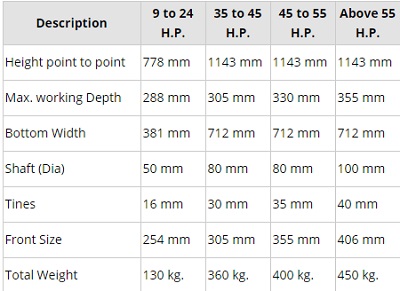 Description 9 to 24 H.P. 35 to 45 H.P. 45 to 55 H.P. Above 55 H.P.
Height point to point 778 mm 1143 mm 1143 mm 1143 mm
Max. working Depth 288 mm 305 mm 330 mm 355 mm
Bottom Width 381 mm 712 mm 712 mm 712 mm
Shaft (Dia) 50 mm 80 mm 80 mm 100 mm
Tines 16 mm 30 mm 35 mm 40 mm
Front Size 254 mm 305 mm 355 mm 406 mm
Total Weight 130 kg. 360 kg. 400 kg. 450 kg.